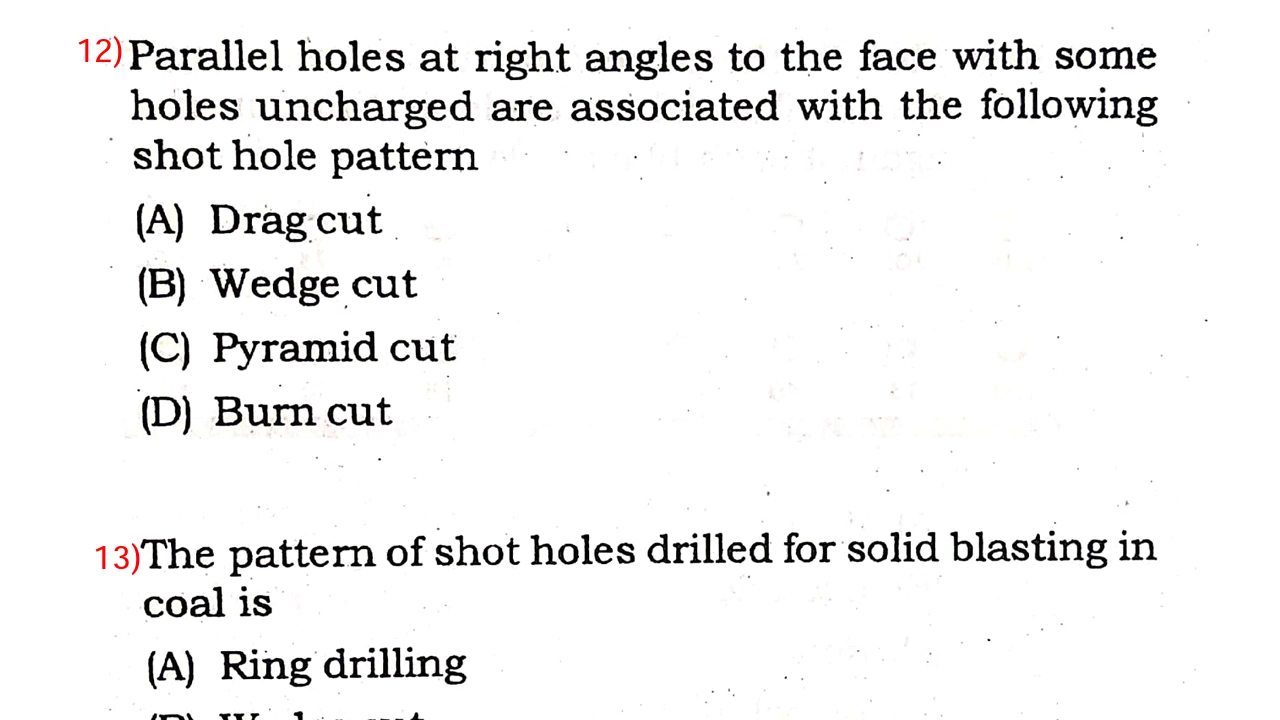 12) Parallel holes at right angles to the face with some
holes uncharged are associated with the following
shot hole pattern
(A) Drag cut
(B) Wedge cut
(C) Pyramid cut
(D) Burn cut
13) The pattern of shot holes drilled for solid blasting in
coal is
(A) Ring drilling